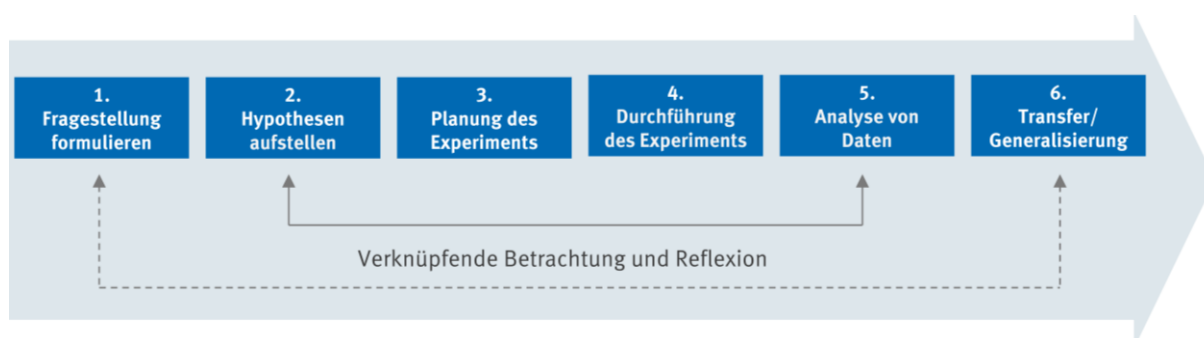 1.
Fragestellung
formulieren
2.
Hypothesen
aufstellen
3.
Planung des
Experiments
4.
Durchführung
des Experiments
5.
Analyse von
Daten
6.
Transfer/
Generalisierung
Verknüpfende Betrachtung und Reflexion